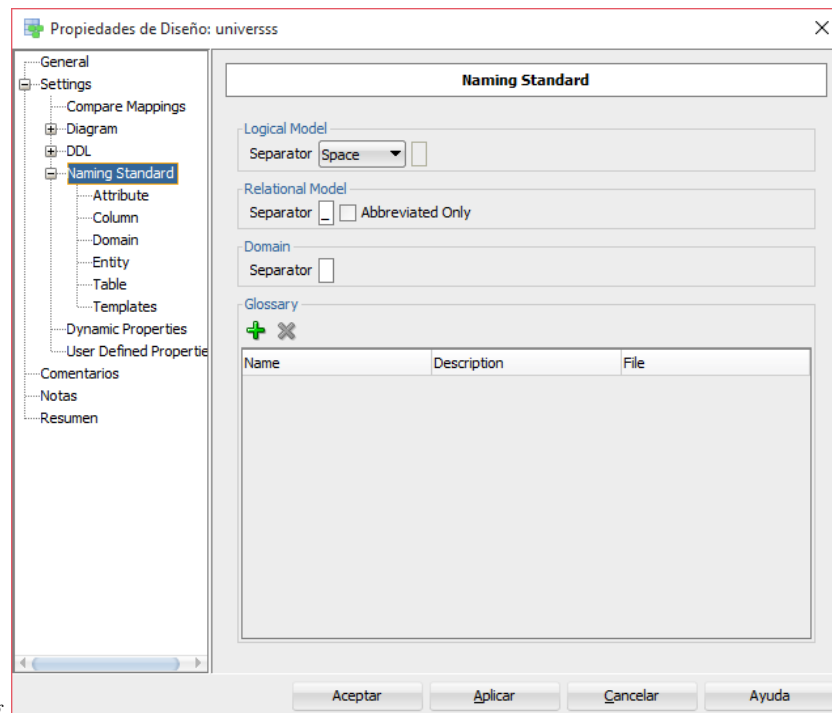 Propiedades de Diseño: universss
General
Settings
Compare Mappings
Diagram
DDL
Naming Standard
Attribute
Column
Domain
Entity
Table
Templates
Dynamic Properties
User Defined Propertie
Comentarios
Notas
Resumen
Naming Standard
Logical Model
Separator Space
Relational Model
Separator _ Abbreviated Only
Domain
Separator
Glossary
Name Description File
Aceptar Aplicar Cancelar Ayuda